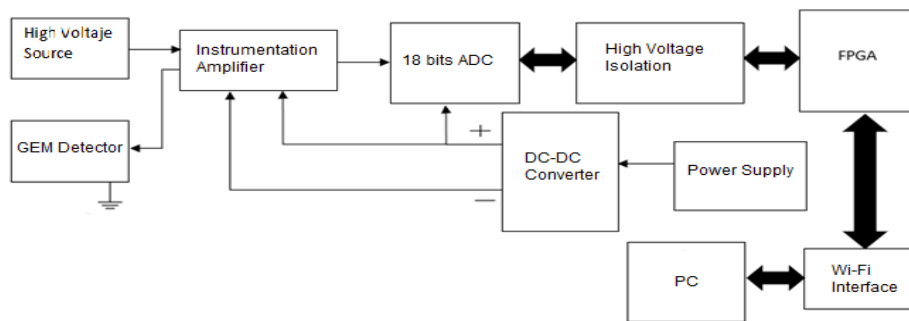 High Voltaje
Source
Instrumentation
Amplifier
18 bits ADC
High Voltage
Isolation
FPGA
GEM Detector
+
DC-DC
Converter
−
Power Supply
PC
Wi-Fi
Interface